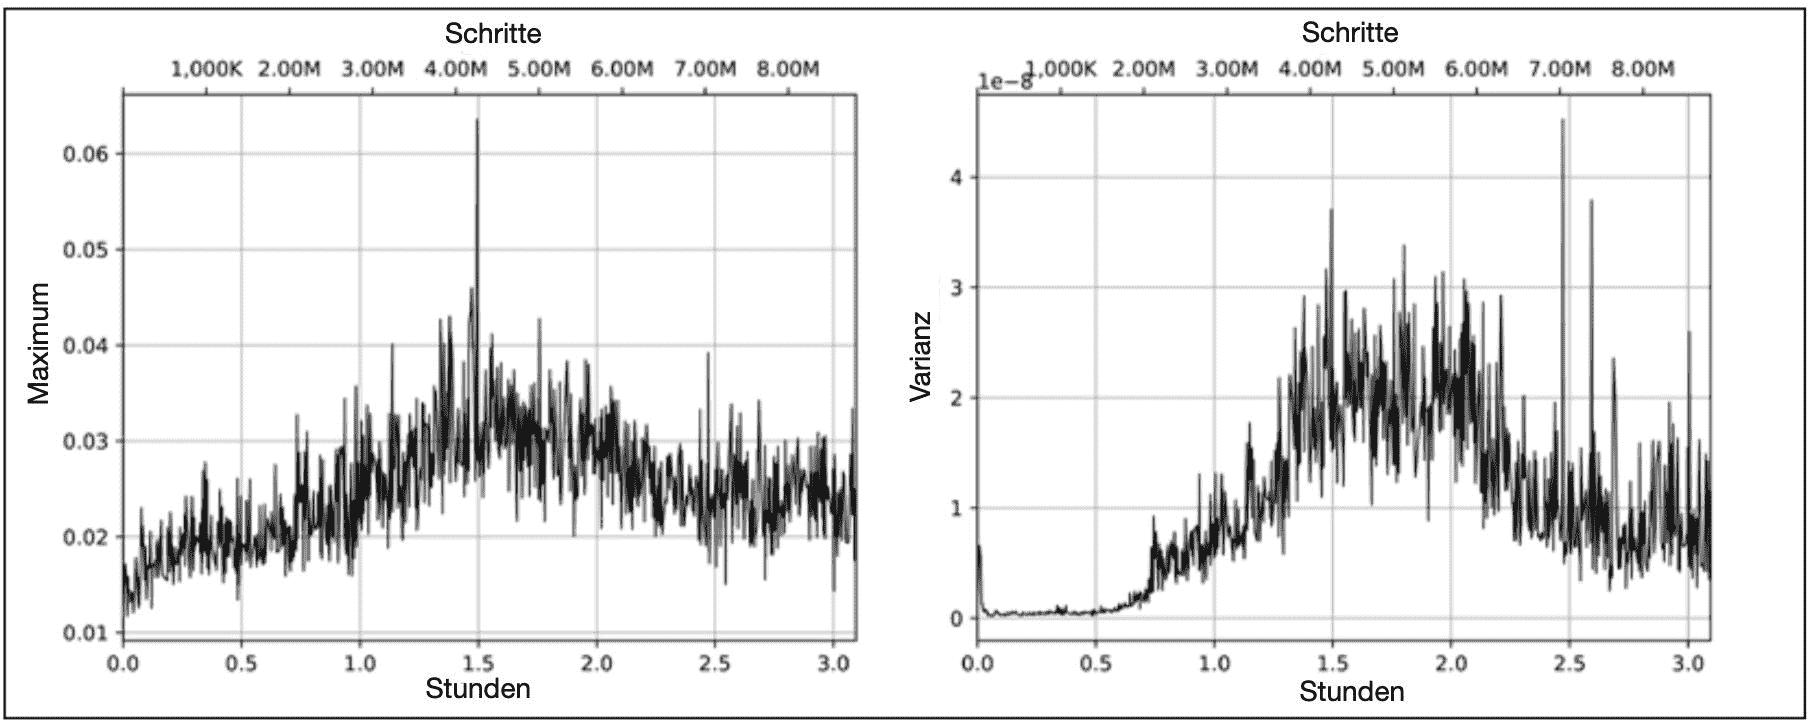 Schritte
1,000K 2.00M 3.00M 4.00M 5.00M 6.00M 7.00M 8.00M
0.06
0.05
0.04
0.03
0.02
0.01
Maximum
0.0 0.5 1.0 1.5 2.0 2.5 3.0
Stunden
Schritte
1,000K 2.00M 3.00M 4.00M 5.00M 6.00M 7.00M 8.00M
1e−8
4
3
2
1
0
Varianz
0.0 0.5 1.0 1.5 2.0 2.5 3.0
Stunden